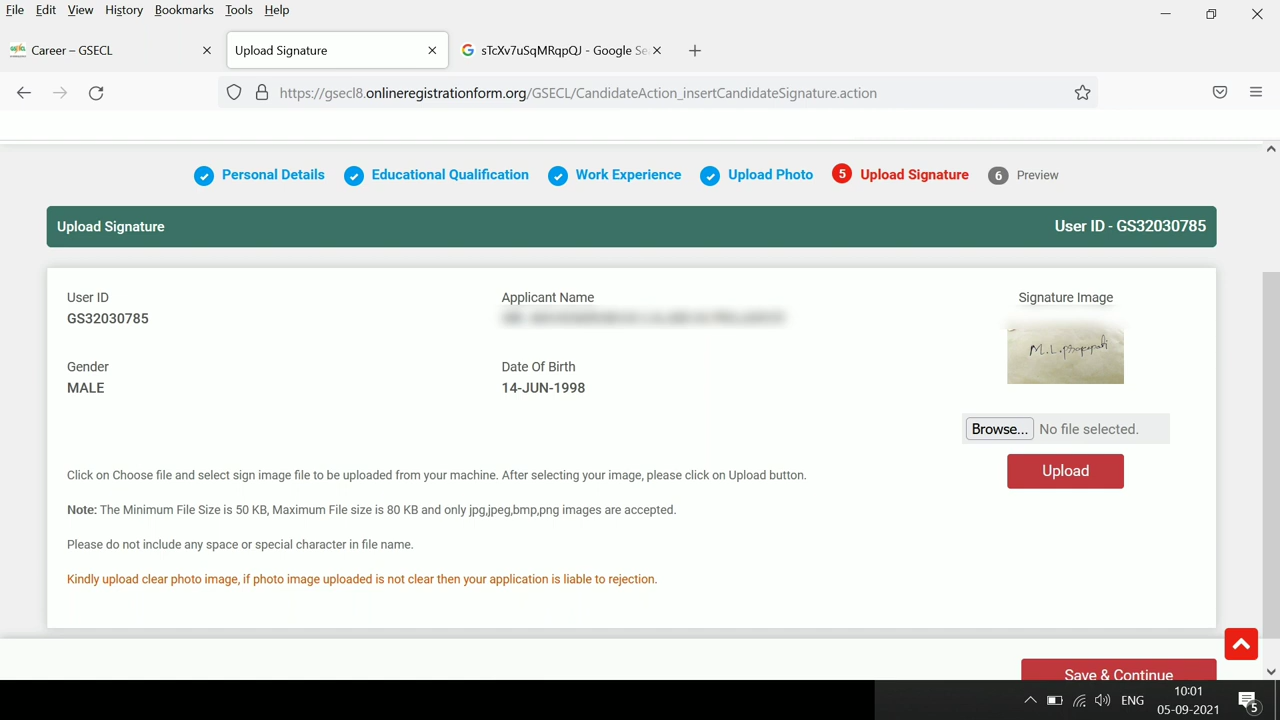 File Edit View History Bookmarks Tools Help
Career – GSECL
Upload Signature
sTcXv7uSqMRqpQJ - Google Se
https://gsecl8.onlineregistrationform.org/GSECL/CandidateAction_insertCandidateSignature.action
Personal Details Educational Qualification Work Experience Upload Photo 5 Upload Signature 6 Preview
Upload Signature User ID - GS32030785
User ID Applicant Name Signature Image
GS32030785
M.L.prajapati
Gender Date Of Birth
MALE 14-JUN-1998
Browse... No file selected.
Upload
Click on Choose file and select sign image file to be uploaded from your machine. After selecting your image, please click on Upload button.
Note: The Minimum File Size is 50 KB, Maximum File size is 80 KB and only jpg,jpeg,bmp,png images are accepted.
Please do not include any space or special character in file name.
Kindly upload clear photo image, if photo image uploaded is not clear then your application is liable to rejection.
Save & Continue
ENG
10:01
05-09-2021
5